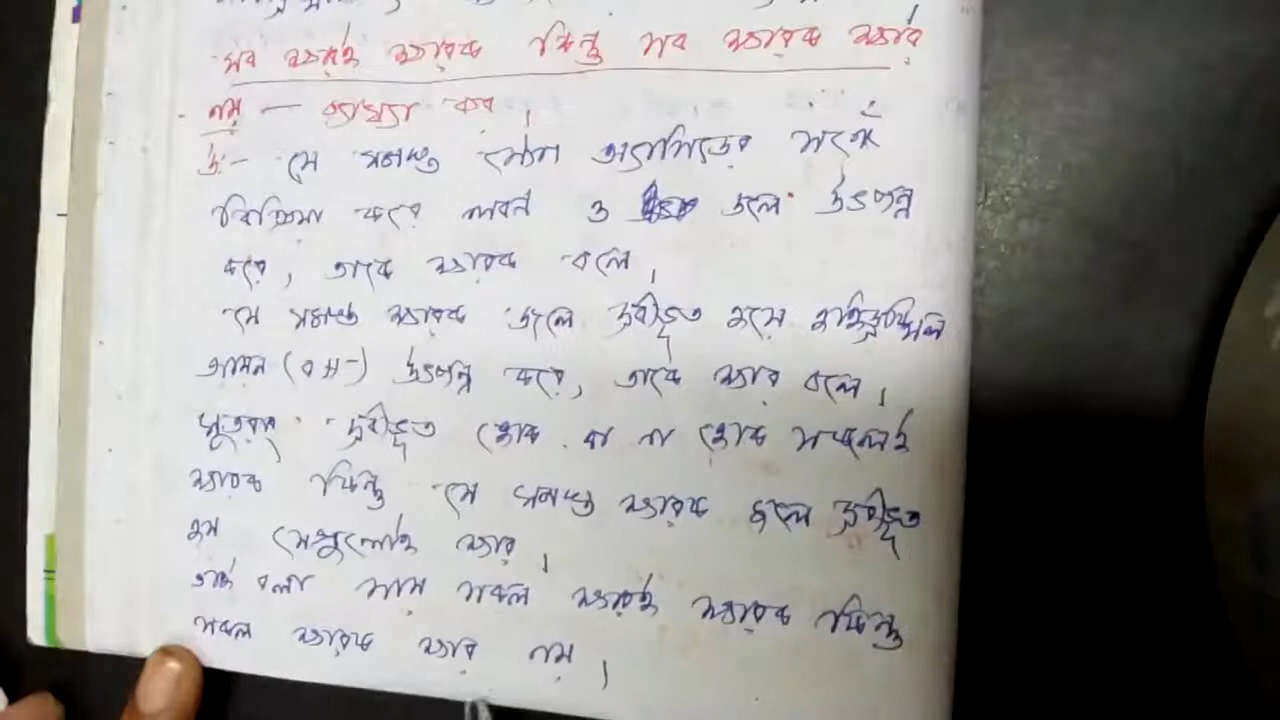 সব ক্ষারই ক্ষারক কিন্তু সব ক্ষারক ক্ষার
নয় — ব্যাখ্যা কর ।
উঃ- যে সমস্ত যৌগ অ্যাসিডের সঙ্গে
বিক্রিয়া করে লবন ও জলে উৎপন্ন
করে, তাকে ক্ষারক বলে ।
যে সমস্ত ক্ষারক জলে দ্রবীভূত হয়ে হাইড্রক্সিল
আয়ন (OH-) উৎপন্ন করে, তাকে ক্ষার বলে ।
সুতরাং দ্রবীভূত হোক বা না হোক সকলেই
ক্ষারক কিন্তু যে সমস্ত ক্ষারক জলে দ্রবীভূত
হয় সেগুলোই ক্ষার ।
তাই বলা যায় সকল ক্ষারই ক্ষারক কিন্তু
সকল ক্ষারক ক্ষার নয় ।